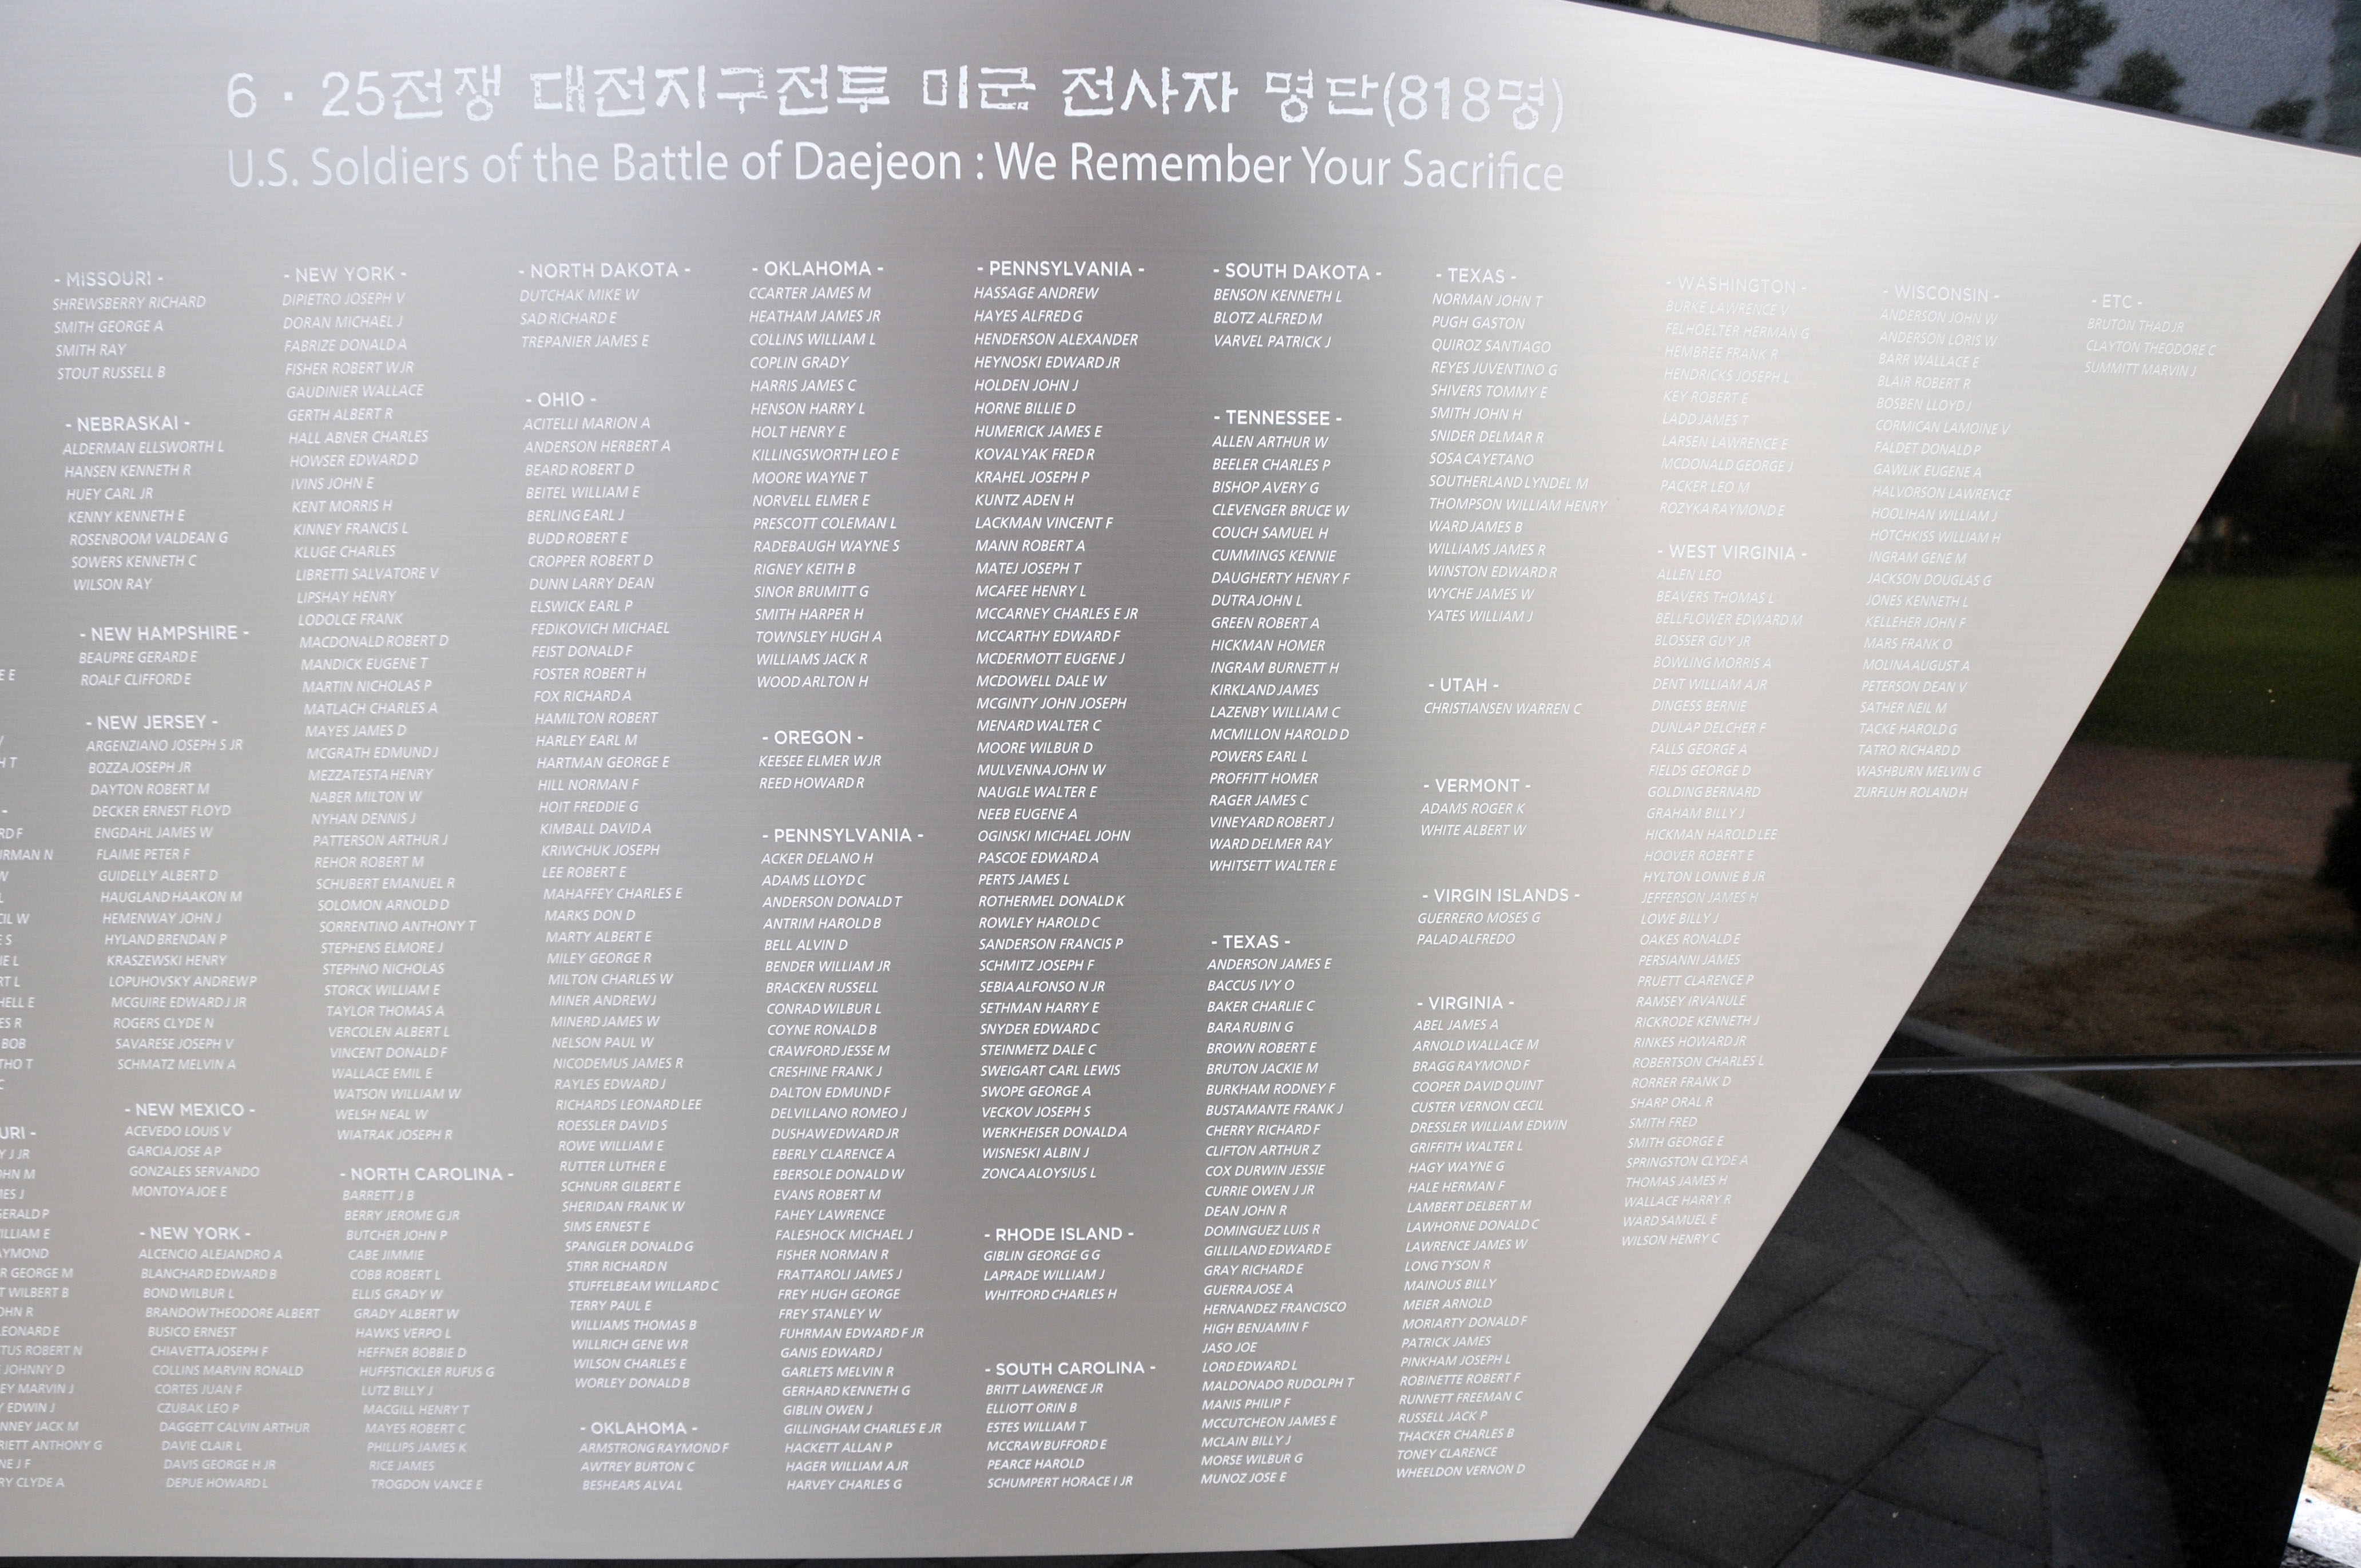 6 · 25전쟁 대전지구전투 미군 전사자 명단(818명)
U.S. Soldiers of the Battle of Daejeon : We Remember Your Sacrifice
E E
H T
-
RD F
URMAN N
W
L
CIL W
E S
IE L
RT L
HELL E
ES R
BOB
THO T
C
URI -
Y J JR
OHN M
MES J
GERALD P
ILLIAM E
AYMOND
R GEORGE M
T WILBERT B
OHN R
LEONARD E
TUS ROBERT N
JOHNNY D
EY MARVIN J
Y EDWIN J
NNEY JACK M
RIETT ANTHONY G
NE J F
RY CLYDE A
- MISSOURI -
SHREWSBERRY RICHARD
SMITH GEORGE A
SMITH RAY
STOUT RUSSELL B
- NEBRASKAI -
ALDERMAN ELLSWORTH L
HANSEN KENNETH R
HUEY CARL JR
KENNY KENNETH E
ROSENBOOM VALDEAN G
SOWERS KENNETH C
WILSON RAY
- NEW HAMPSHIRE -
BEAUPRE GERARD E
ROALF CLIFFORD E
- NEW JERSEY -
ARGENZIANO JOSEPH S JR
BOZZA JOSEPH JR
DAYTON ROBERT M
DECKER ERNEST FLOYD
ENGDAHL JAMES W
FLAIME PETER F
GUIDELLY ALBERT D
HAUGLAND HAAKON M
HEMENWAY JOHN J
HYLAND BRENDAN P
KRASZEWSKI HENRY
LOPUHOVSKY ANDREW P
MCGUIRE EDWARD J JR
ROGERS CLYDE N
SAVARESE JOSEPH V
SCHMATZ MELVIN A
- NEW MEXICO -
ACEVEDO LOUIS V
GARCIA JOSE A P
GONZALES SERVANDO
MONTOYA JOE E
- NEW YORK -
ALCENCIO ALEJANDRO A
BLANCHARD EDWARD B
BOND WILBUR L
BRANDOW THEODORE ALBERT
BUSICO ERNEST
CHIAVETTA JOSEPH F
COLLINS MARVIN RONALD
CORTES JUAN F
CZUBAK LEO P
DAGGETT CALVIN ARTHUR
DAVIE CLAIR L
DAVIS GEORGE H JR
DEPUE HOWARD L
- NEW YORK -
DIPIETRO JOSEPH V
DORAN MICHAEL J
FABRIZE DONALD A
FISHER ROBERT W JR
GAUDINIER WALLACE
GERTH ALBERT R
HALL ABNER CHARLES
HOWSER EDWARD D
IVINS JOHN E
KENT MORRIS H
KINNEY FRANCIS L
KLUGE CHARLES
LIBRETTI SALVATORE V
LIPSHAY HENRY
LODOLCE FRANK
MACDONALD ROBERT D
MANDICK EUGENE T
MARTIN NICHOLAS P
MATLACH CHARLES A
MAYES JAMES D
MCGRATH EDMUND J
MEZZATESTA HENRY
NABER MILTON W
NYHAN DENNIS J
PATTERSON ARTHUR J
REHOR ROBERT M
SCHUBERT EMANUEL R
SOLOMON ARNOLD D
SORRENTINO ANTHONY T
STEPHENS ELMORE J
STEPHNO NICHOLAS
STORCK WILLIAM E
TAYLOR THOMAS A
VERCOLEN ALBERT L
VINCENT DONALD F
WALLACE EMIL E
WATSON WILLIAM W
WELSH NEAL W
WIATRAK JOSEPH R
- NORTH CAROLINA -
BARRETT J B
BERRY JEROME G JR
BUTCHER JOHN P
CABE JIMMIE
COBB ROBERT L
ELLIS GRADY W
GRADY ALBERT W
HAWKS VERPO L
HEFFNER BOBBIE D
HUFFSTICKLER RUFUS G
LUTZ BILLY J
MACGILL HENRY T
MAYES ROBERT C
PHILLIPS JAMES K
RICE JAMES
TROGDON VANCE E
- NORTH DAKOTA -
DUTCHAK MIKE W
SAD RICHARD E
TREPANIER JAMES E
- OHIO -
ACITELLI MARION A
ANDERSON HERBERT A
BEARD ROBERT D
BEITEL WILLIAM E
BERLING EARL J
BUDD ROBERT E
CROPPER ROBERT D
DUNN LARRY DEAN
ELSWICK EARL P
FEDIKOVICH MICHAEL
FEIST DONALD F
FOSTER ROBERT H
FOX RICHARD A
HAMILTON ROBERT
HARLEY EARL M
HARTMAN GEORGE E
HILL NORMAN F
HOIT FREDDIE G
KIMBALL DAVID A
KRIWCHUK JOSEPH
LEE ROBERT E
MAHAFFEY CHARLES E
MARKS DON D
MARTY ALBERT E
MILEY GEORGE R
MILTON CHARLES W
MINER ANDREW J
MINERD JAMES W
NELSON PAUL W
NICODEMUS JAMES R
RAYLES EDWARD J
RICHARDS LEONARD LEE
ROESSLER DAVID S
ROWE WILLIAM E
RUTTER LUTHER E
SCHNURR GILBERT E
SHERIDAN FRANK W
SIMS ERNEST E
SPANGLER DONALD G
STIRR RICHARD N
STUFFELBEAM WILLARD C
TERRY PAUL E
WILLIAMS THOMAS B
WILLRICH GENE W R
WILSON CHARLES E
WORLEY DONALD B
- OKLAHOMA -
ARMSTRONG RAYMOND F
AWTREY BURTON C
BESHEARS ALVA L
- OKLAHOMA -
CCARTER JAMES M
HEATHAM JAMES JR
COLLINS WILLIAM L
COPLIN GRADY
HARRIS JAMES C
HENSON HARRY L
HOLT HENRY E
KILLINGSWORTH LEO E
MOORE WAYNE T
NORVELL ELMER E
PRESCOTT COLEMAN L
RADEBAUGH WAYNE S
RIGNEY KEITH B
SINOR BRUMITT G
SMITH HARPER H
TOWNSLEY HUGH A
WILLIAMS JACK R
WOOD ARLTON H
- OREGON -
KEESEE ELMER W JR
REED HOWARD R
- PENNSYLVANIA -
ACKER DELANO H
ADAMS LLOYD C
ANDERSON DONALD T
ANTRIM HAROLD B
BELL ALVIN D
BENDER WILLIAM JR
BRACKEN RUSSELL
CONRAD WILBUR L
COYNE RONALD B
CRAWFORD JESSE M
CRESHINE FRANK J
DALTON EDMUND F
DELVILLANO ROMEO J
DUSHAW EDWARD JR
EBERLY CLARENCE A
EBERSOLE DONALD W
EVANS ROBERT M
FAHEY LAWRENCE
FALESHOCK MICHAEL J
FISHER NORMAN R
FRATTAROLI JAMES J
FREY HUGH GEORGE
FREY STANLEY W
FUHRMAN EDWARD F JR
GANIS EDWARD J
GARLETS MELVIN R
GERHARD KENNETH G
GIBLIN OWEN J
GILLINGHAM CHARLES E JR
HACKETT ALLAN P
HAGER WILLIAM A JR
HARVEY CHARLES G
- PENNSYLVANIA -
HASSAGE ANDREW
HAYES ALFRED G
HENDERSON ALEXANDER
HEYNOSKI EDWARD JR
HOLDEN JOHN J
HORNE BILLIE D
HUMERICK JAMES E
KOVALYAK FRED R
KRAHEL JOSEPH P
KUNTZ ADEN H
LACKMAN VINCENT F
MANN ROBERT A
MATEJ JOSEPH T
MCAFEE HENRY L
MCCARNEY CHARLES E JR
MCCARTHY EDWARD F
MCDERMOTT EUGENE J
MCDOWELL DALE W
MCGINTY JOHN JOSEPH
MENARD WALTER C
MOORE WILBUR D
MULVENNA JOHN W
NAUGLE WALTER E
NEEB EUGENE A
OGINSKI MICHAEL JOHN
PASCOE EDWARD A
PERTS JAMES L
ROTHERMEL DONALD K
ROWLEY HAROLD C
SANDERSON FRANCIS P
SCHMITZ JOSEPH F
SEBIA ALFONSO N JR
SETHMAN HARRY E
SNYDER EDWARD C
STEINMETZ DALE C
SWEIGART CARL LEWIS
SWOPE GEORGE A
VECKOV JOSEPH S
WERKHEISER DONALD A
WISNESKI ALBIN J
ZONCA ALOYSIUS L
- RHODE ISLAND -
GIBLIN GEORGE G G
LAPRADE WILLIAM J
WHITFORD CHARLES H
- SOUTH CAROLINA -
BRITT LAWRENCE JR
ELLIOTT ORIN B
ESTES WILLIAM T
MCCRAW BUFFORD E
PEARCE HAROLD
SCHUMPERT HORACE I JR
- SOUTH DAKOTA -
BENSON KENNETH L
BLOTZ ALFRED M
VARVEL PATRICK J
- TENNESSEE -
ALLEN ARTHUR W
BEELER CHARLES P
BISHOP AVERY G
CLEVENGER BRUCE W
COUCH SAMUEL H
CUMMINGS KENNIE
DAUGHERTY HENRY F
DUTRA JOHN L
GREEN ROBERT A
HICKMAN HOMER
INGRAM BURNETT H
KIRKLAND JAMES
LAZENBY WILLIAM C
MCMILLON HAROLD D
POWERS EARL L
PROFFITT HOMER
RAGER JAMES C
VINEYARD ROBERT J
WARD DELMER RAY
WHITSETT WALTER E
- TEXAS -
ANDERSON JAMES E
BACCUS IVY O
BAKER CHARLIE C
BARA RUBIN G
BROWN ROBERT E
BRUTON JACKIE M
BURKHAM RODNEY F
BUSTAMANTE FRANK J
CHERRY RICHARD F
CLIFTON ARTHUR Z
COX DURWIN JESSIE
CURRIE OWEN J JR
DEAN JOHN R
DOMINGUEZ LUIS R
GILLILAND EDWARD E
GRAY RICHARD E
GUERRA JOSE A
HERNANDEZ FRANCISCO
HIGH BENJAMIN F
JASO JOE
LORD EDWARD L
MALDONADO RUDOLPH T
MANIS PHILIP F
MCCUTCHEON JAMES E
MCLAIN BILLY J
MORSE WILBUR G
MUNOZ JOSE E
- TEXAS -
NORMAN JOHN T
PUGH GASTON
QUIROZ SANTIAGO
REYES JUVENTINO G
SHIVERS TOMMY E
SMITH JOHN H
SNIDER DELMAR R
SOSA CAYETANO
SOUTHERLAND LYNDEL M
THOMPSON WILLIAM HENRY
WARD JAMES B
WILLIAMS JAMES R
WINSTON EDWARD R
WYCHE JAMES W
YATES WILLIAM J
- UTAH -
CHRISTIANSEN WARREN C
- VERMONT -
ADAMS ROGER K
WHITE ALBERT W
- VIRGIN ISLANDS -
GUERRERO MOSES G
PALAD ALFREDO
- VIRGINIA -
ABEL JAMES A
ARNOLD WALLACE M
BRAGG RAYMOND F
COOPER DAVID QUINT
CUSTER VERNON CECIL
DRESSLER WILLIAM EDWIN
GRIFFITH WALTER L
HAGY WAYNE G
HALE HERMAN F
LAMBERT DELBERT M
LAWHORNE DONALD C
LAWRENCE JAMES W
LONG TYSON R
MAINOUS BILLY
MEIER ARNOLD
MORIARTY DONALD F
PATRICK JAMES
PINKHAM JOSEPH L
ROBINETTE ROBERT F
RUNNETT FREEMAN C
RUSSELL JACK P
THACKER CHARLES B
TONEY CLARENCE
WHEELDON VERNON D
- WASHINGTON -
BURKE LAWRENCE V
FELHOELTER HERMAN G
HEMBREE FRANK R
HENDRICKS JOSEPH L
KEY ROBERT E
LADD JAMES T
LARSEN LAWRENCE E
MCDONALD GEORGE J
PACKER LEO M
ROZYKA RAYMOND E
- WEST VIRGINIA -
ALLEN LEO
BEAVERS THOMAS L
BELLFLOWER EDWARD M
BLOSSER GUY JR
BOWLING MORRIS A
DENT WILLIAM A JR
DINGESS BERNIE
DUNLAP DELCHER F
FALLS GEORGE A
FIELDS GEORGE D
GOLDING BERNARD
GRAHAM BILLY J
HICKMAN HAROLD LEE
HOOVER ROBERT E
HYLTON LONNIE B JR
JEFFERSON JAMES H
LOWE BILLY J
OAKES RONALD E
PERSIANNI JAMES
PRUETT CLARENCE P
RAMSEY IRVANULE
RICKRODE KENNETH J
RINKES HOWARD JR
ROBERTSON CHARLES L
RORRER FRANK D
SHARP ORAL R
SMITH FRED
SMITH GEORGE E
SPRINGSTON CLYDE A
THOMAS JAMES H
WALLACE HARRY R
WARD SAMUEL E
WILSON HENRY C
- WISCONSIN -
ANDERSON JOHN W
ANDERSON LORIS W
BARR WALLACE E
BLAIR ROBERT R
BOSBEN LLOYD J
CORMICAN LAMOINE V
FALDET DONALD P
GAWLIK EUGENE A
HALVORSON LAWRENCE
HOOLIHAN WILLIAM J
HOTCHKISS WILLIAM H
INGRAM GENE M
JACKSON DOUGLAS G
JONES KENNETH L
KELLEHER JOHN F
MARS FRANK O
MOLINA AUGUST A
PETERSON DEAN V
SATHER NEIL M
TACKE HAROLD G
TATRO RICHARD D
WASHBURN MELVIN G
ZURFLUH ROLAND H
- ETC -
BRUTON THAD JR
CLAYTON THEODORE C
SUMMITT MARVIN J